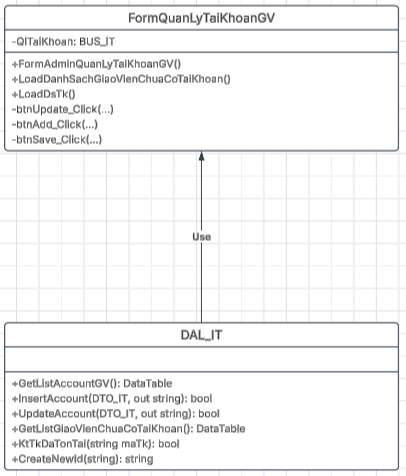 FormQuanLyTaiKhoanGV
-QlTaiKhoan: BUS_IT
+FormAdminQuanLyTaiKhoanGV()
+LoadDanhSachGiaoVienChuaCoTaiKhoan()
+LoadDsTk()
-btnUpdate_Click(...)
-btnAdd_Click(...)
-btnSave_Click(...)
Use
DAL_IT
+GetListAccountGV(): DataTable
+InsertAccount(DTO_IT, out string): bool
+UpdateAccount(DTO_IT, out string): bool
+GetListGiaoVienChuaCoTaiKhoan(): DataTable
+KtTkDaTonTai(string maTk): bool
+CreateNewId(string): string